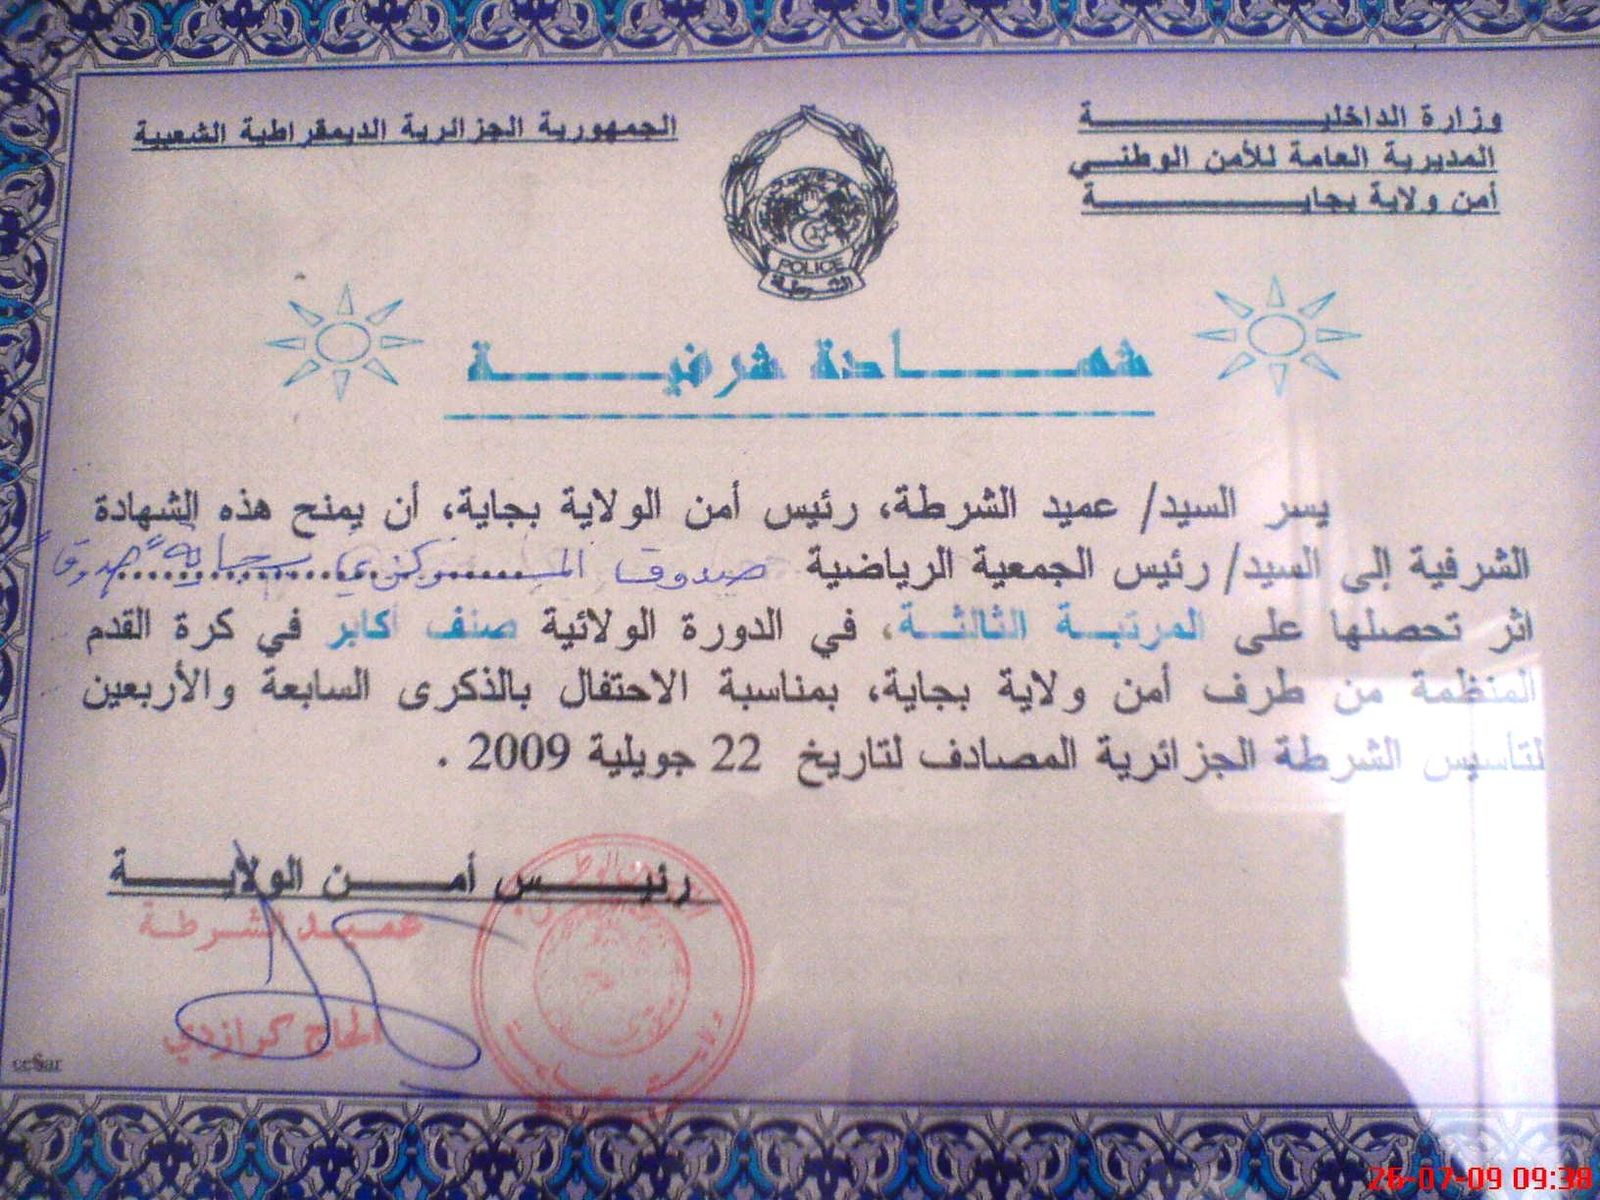 الجمهورية الجزائرية الديمقراطية الشعبية
وزارة الداخلية
المديرية العامة للأمن الوطني
أمن ولاية بجاية
POLICE
الشرطة
شهادة شرفية
يسر السيد/ عميد الشرطة، رئيس أمن الولاية بجاية، أن يمنح هذه الشهادة
الشرفية إلى السيد/ رئيس الجمعية الرياضية صدوق
اثر تحصلها على المرتبة الثالثة، في الدورة الولائية صنف أكابر في كرة القدم
المنظمة من طرف أمن ولاية بجاية، بمناسبة الاحتفال بالذكرى السابعة والأربعين
لتأسيس الشرطة الجزائرية المصادف لتاريخ 22 جويلية 2009 .
رئيس أمن الولاية
عميد الشرطة
الحاج كرازدي
26-07-09 09:38